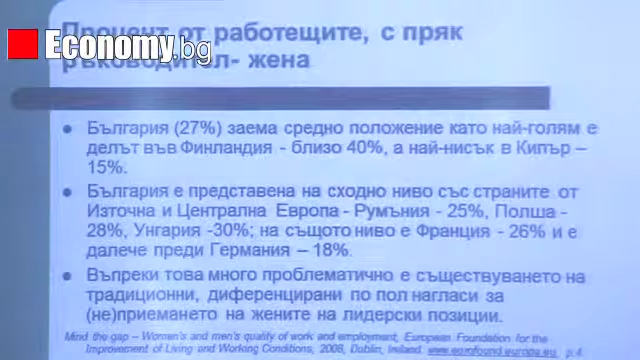 Процент от работещите, с пряк
Economy.bg
ръководител- жена
България (27%) заема средно положение като най-голям е
делът във Финландия - близо 40%, а най-нисък в Кипър –
15%.
България е представена на сходно ниво със страните от
Източна и Централна Европа - Румъния - 25%, Полша -
28%, Унгария -30%; на същото ниво е Франция - 26% и е
далече преди Германия – 18%.
Въпреки това много проблематично е съществуването на
традиционни, диференцирани по пол нагласи за
(не)приемането на жените на лидерски позиции.
Mind the gap – Women's and men's quality of work and employment, European Foundation for the
Improvement of Living and Working Conditions, 2008, Dublin, Ireland. www.eurofound.europa.eu p.4